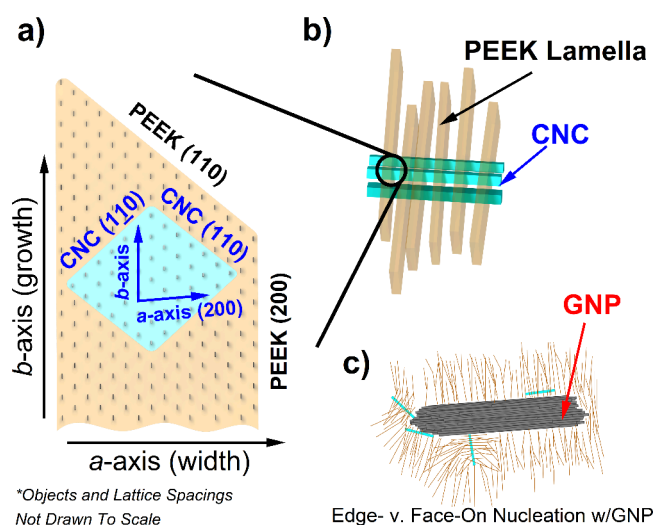 a)
PEEK (110)
CNC (110)
CNC (110)
b-axis
a-axis (200)
b-axis (growth)
PEEK (200)
a-axis (width)
*Objects and Lattice Spacings
Not Drawn To Scale
b)
PEEK Lamella
CNC
c)
GNP
Edge- v. Face-On Nucleation w/GNP